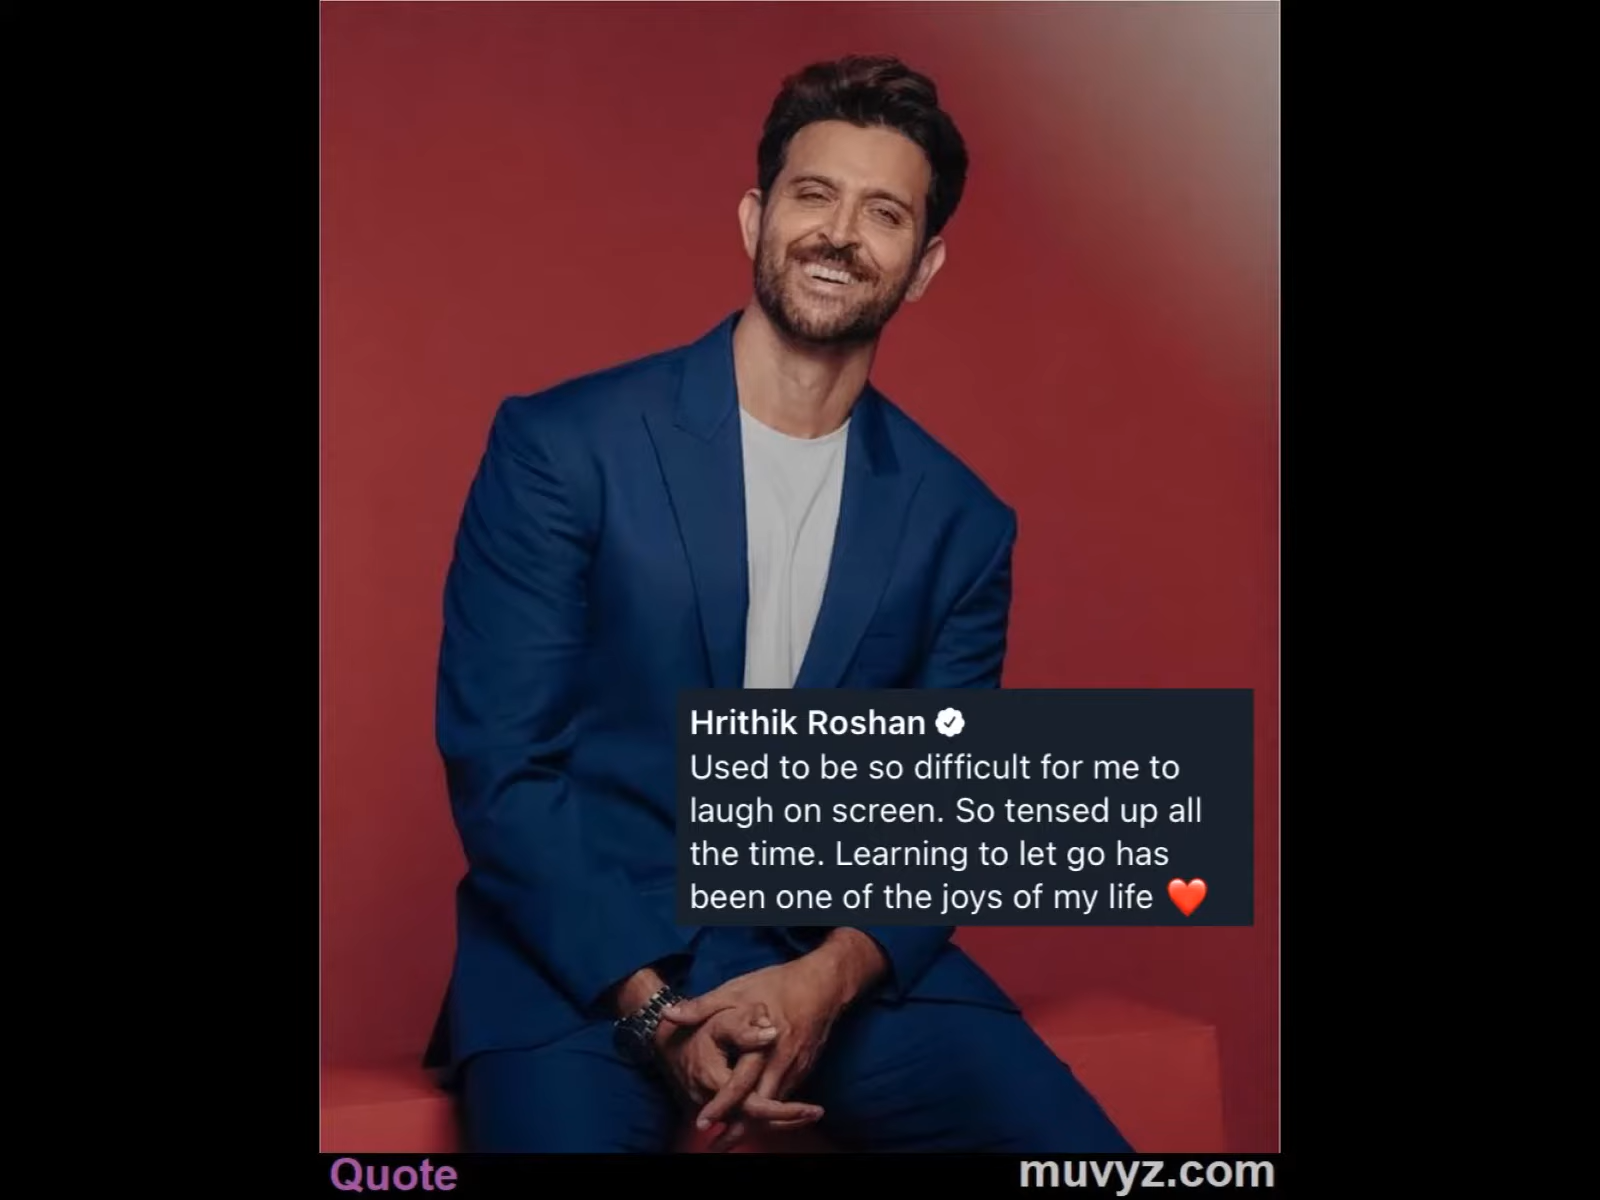 Hrithik Roshan
Used to be so difficult for me to
laugh on screen. So tensed up all
the time. Learning to let go has
been one of the joys of my life ❤️
Quote
muvyz.com